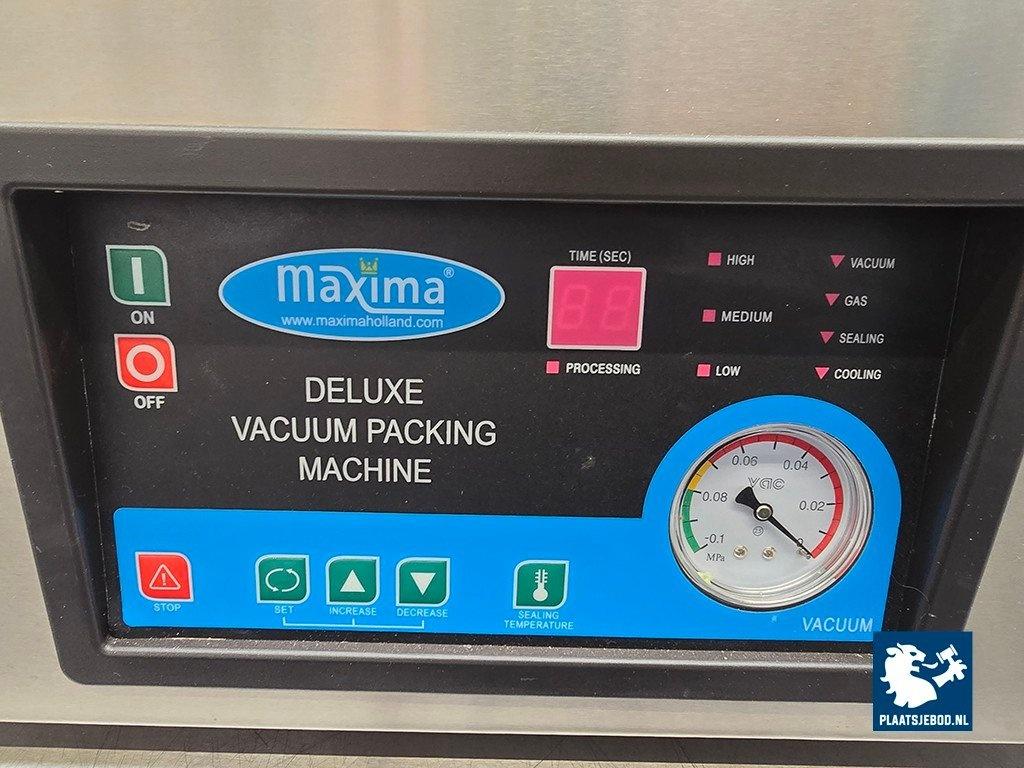 ON
OFF
maxima®
www.maximaholland.com
DELUXE
VACUUM PACKING
MACHINE
TIME (SEC)
PROCESSING
HIGH
MEDIUM
LOW
VACUUM
GAS
SEALING
COOLING
STOP
SET
INCREASE
DECREASE
SEALING
TEMPERATURE
0.06
0.04
vac
0.08
0.02
-0.1
0
MPa
VACUUM
PLAATSJEBOD.NL